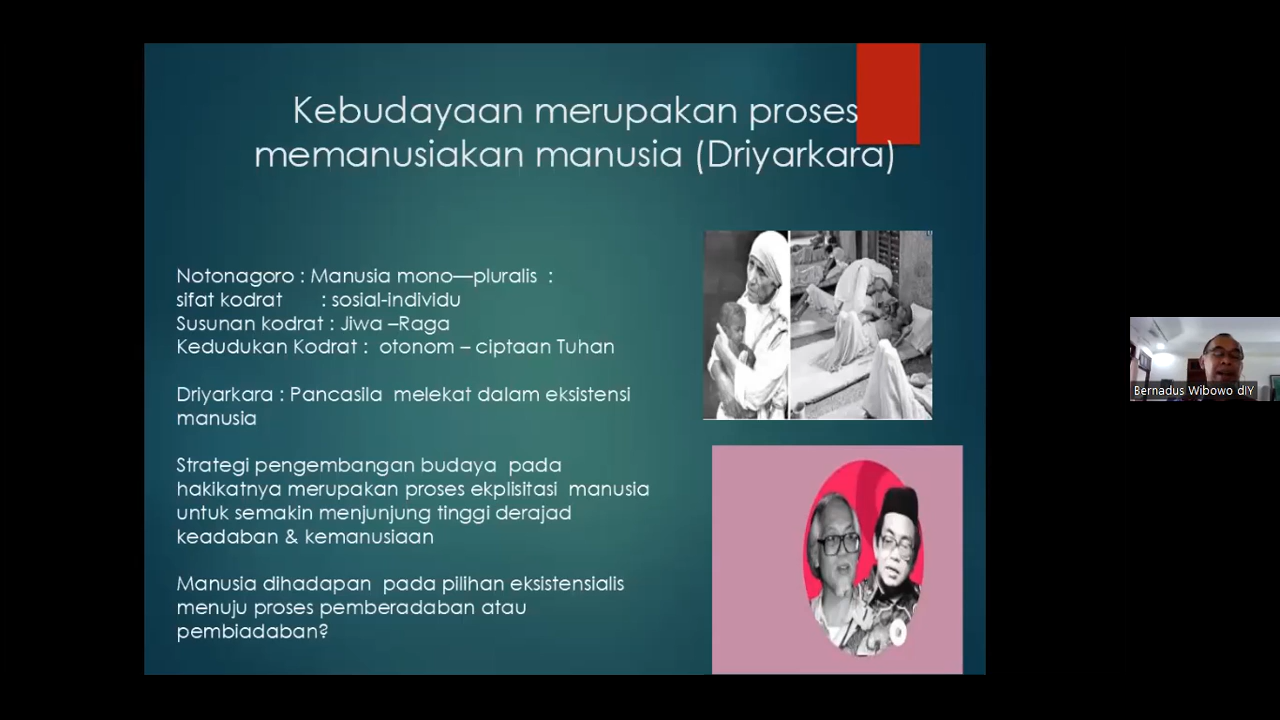 Kebudayaan merupakan proses
memanusiakan manusia (Driyarkara)
Notonagoro : Manusia mono—pluralis :
sifat kodrat : sosial-individu
Susunan kodrat : Jiwa –Raga
Kedudukan Kodrat : otonom – ciptaan Tuhan
Driyarkara : Pancasila melekat dalam eksistensi
manusia
Strategi pengembangan budaya pada
hakikatnya merupakan proses ekplisitasi manusia
untuk semakin menjunjung tinggi derajad
keadaban & kemanusiaan
Manusia dihadapan pada pilihan eksistensialis
menuju proses pemberadaban atau
pembiadaban?
Bernadus Wibowo dIY